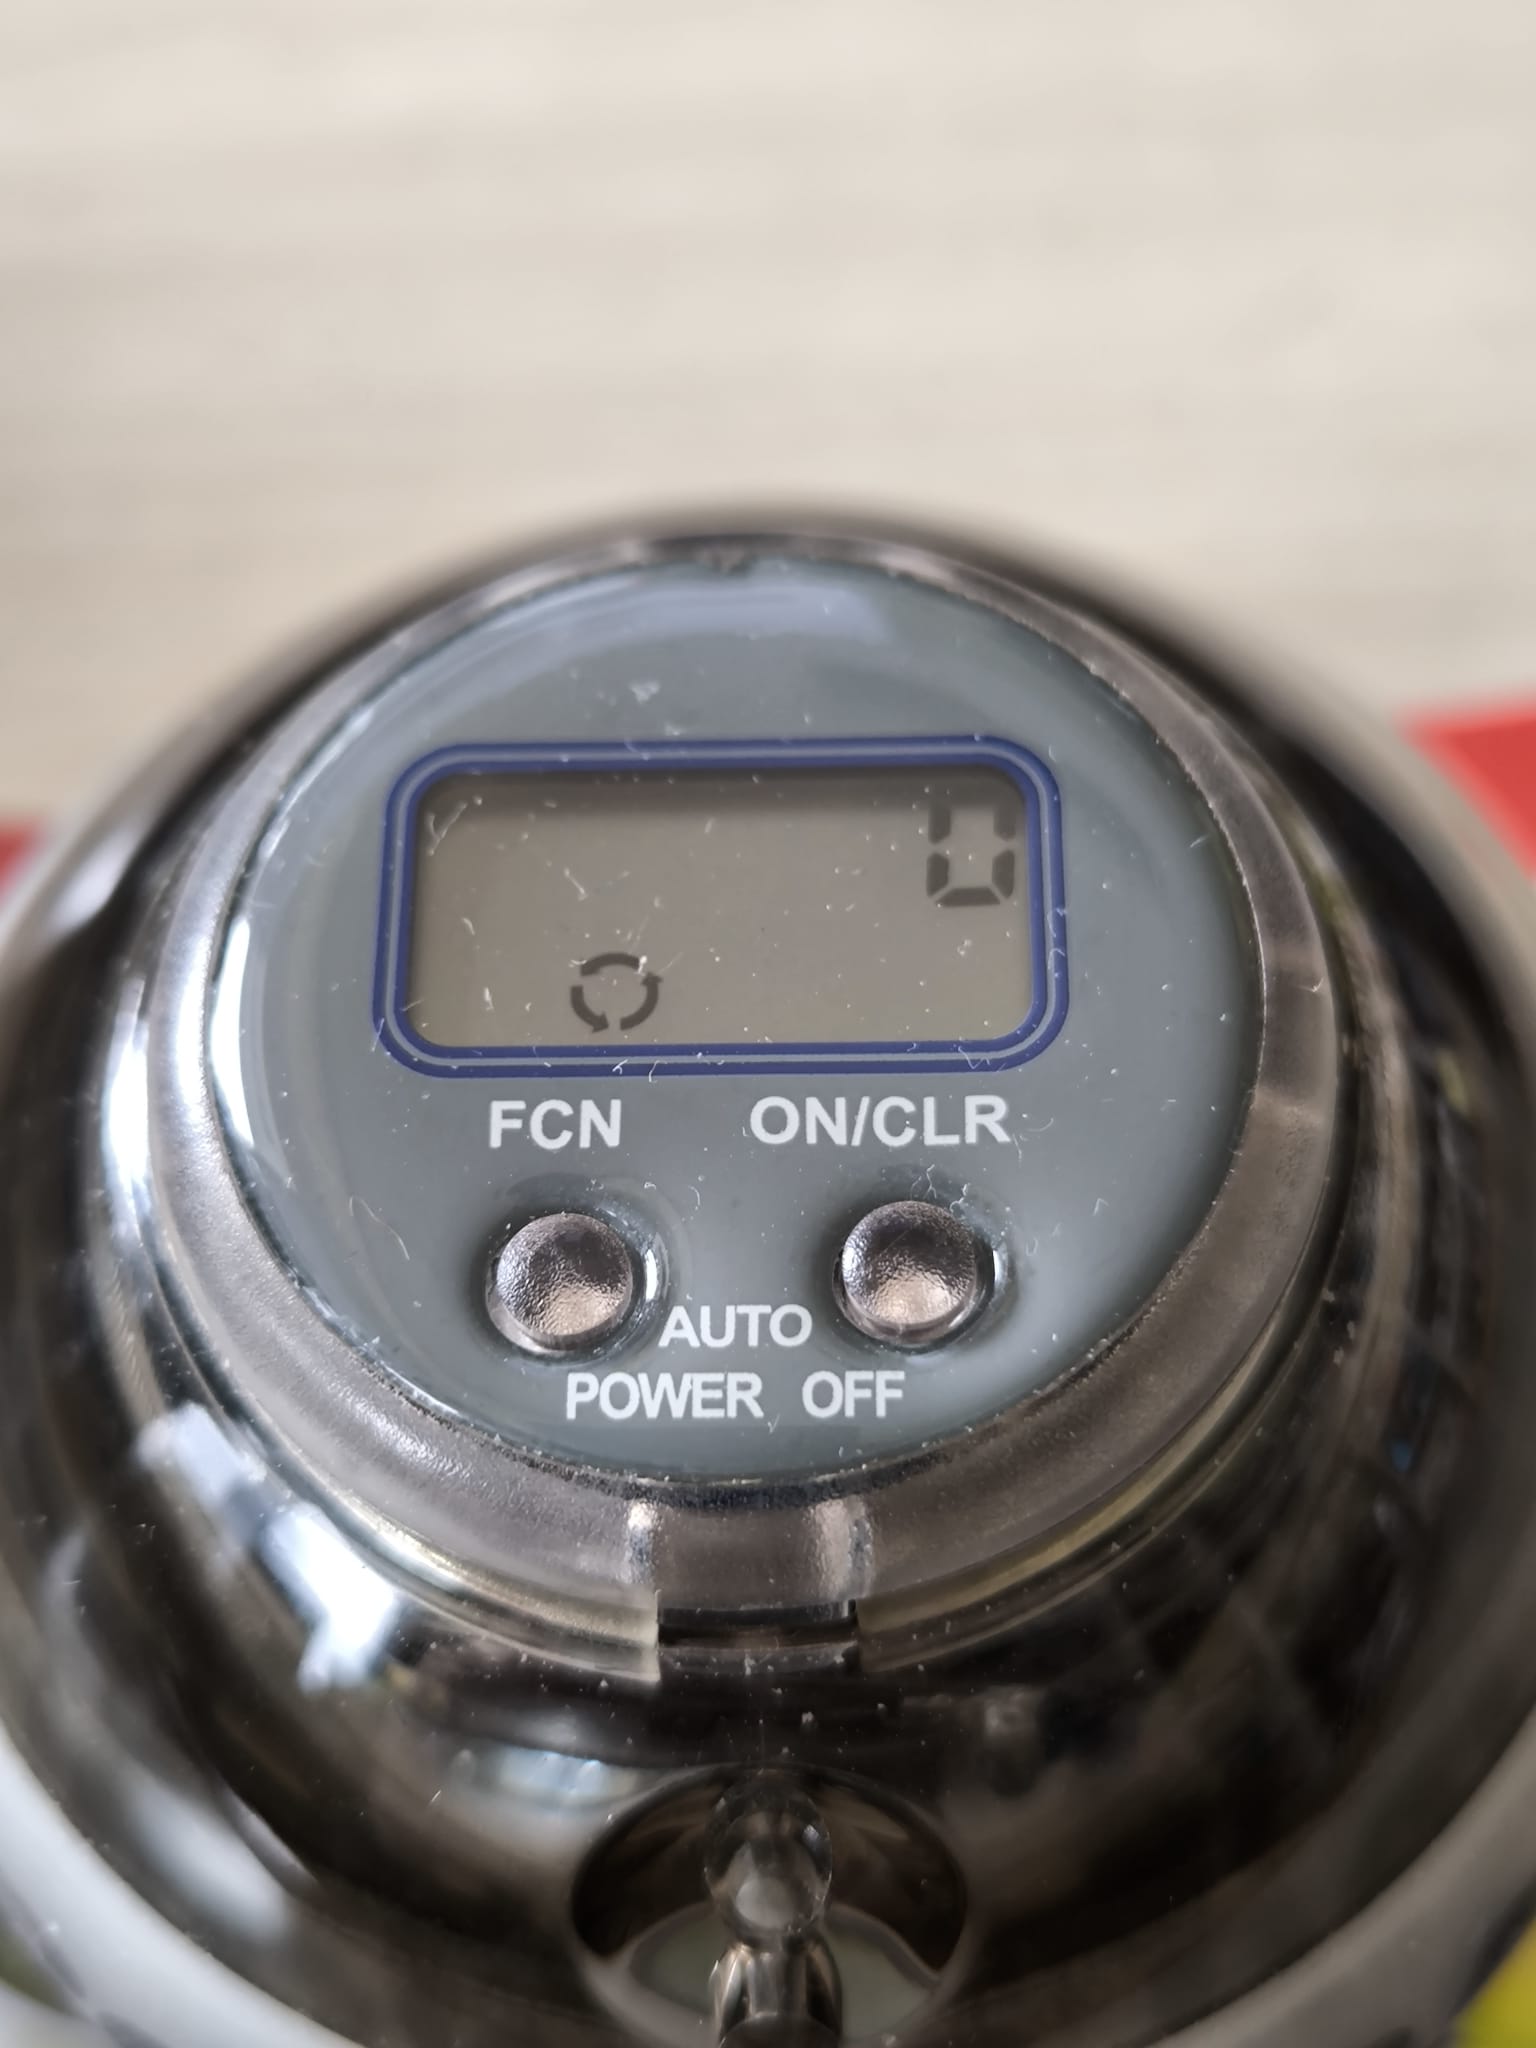 0
FCN ON/CLR
AUTO
POWER OFF